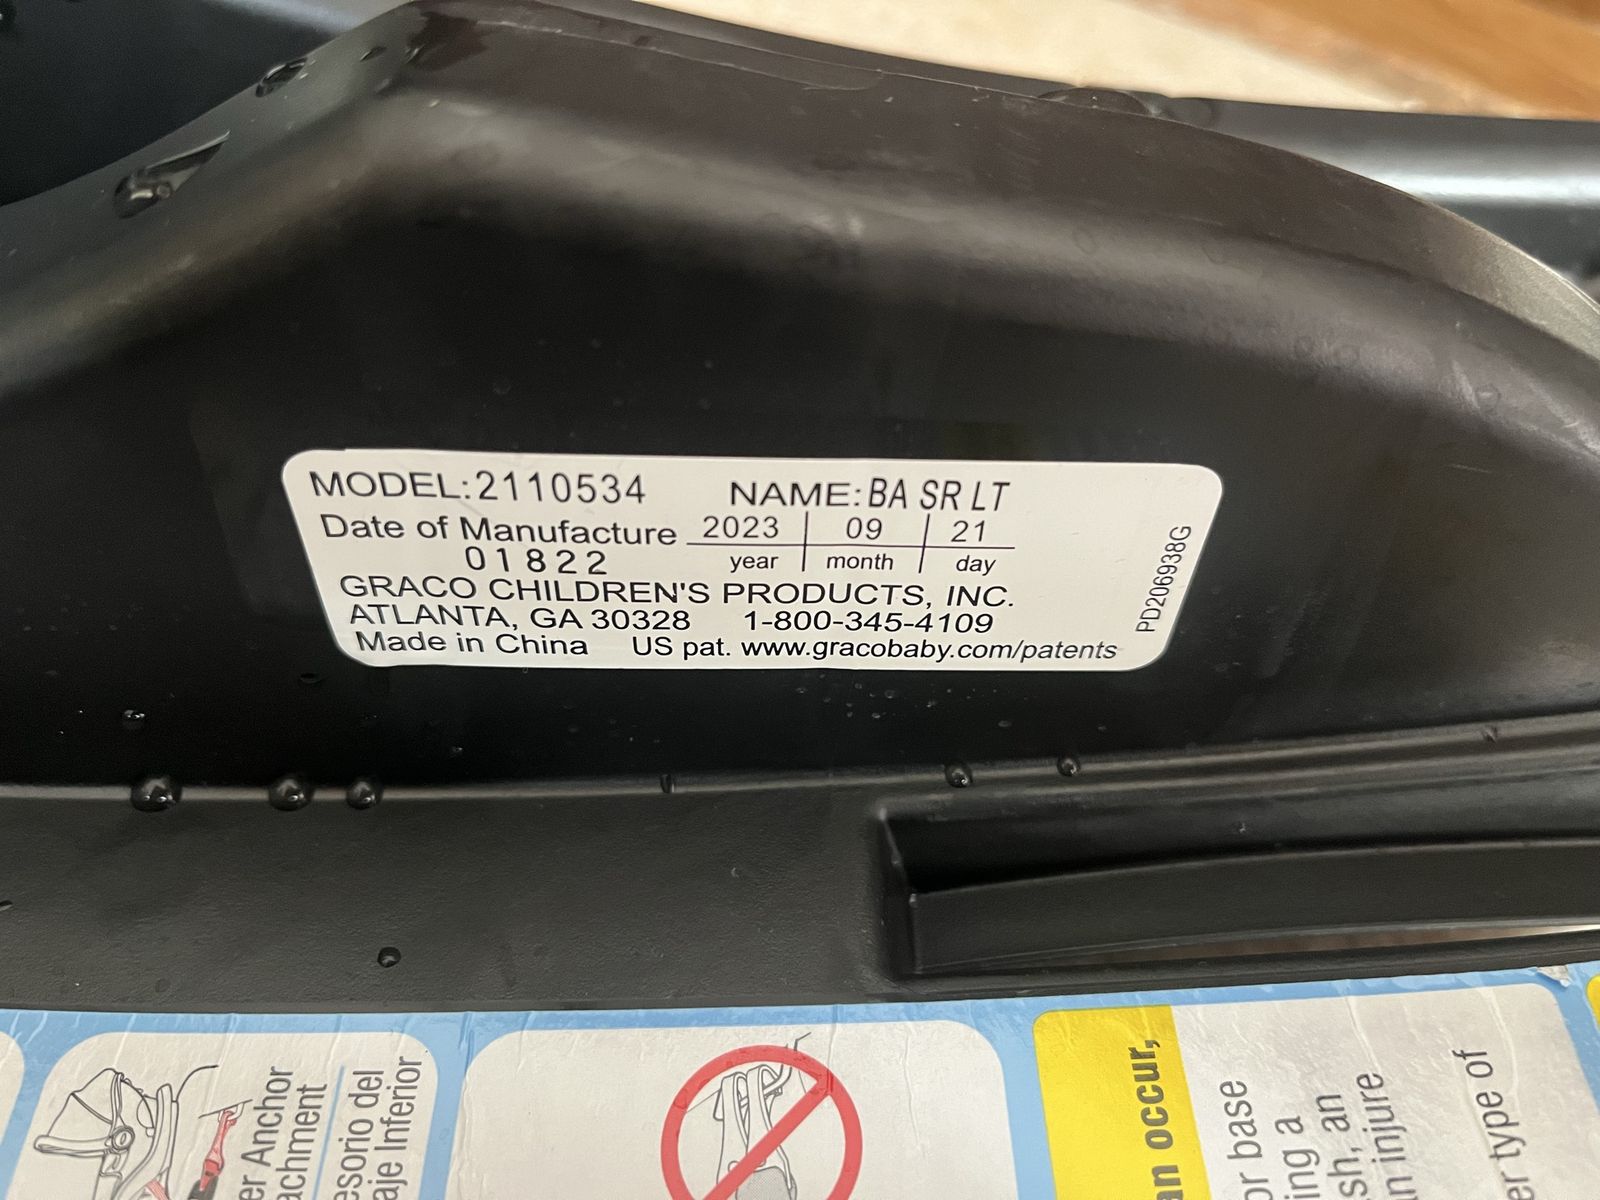 MODEL:2110534 NAME:BA SR LT
Date of Manufacture 2023 09 21
01822 year month day
GRACO CHILDREN'S PRODUCTS, INC.
ATLANTA, GA 30328 1-800-345-4109
Made in China US pat. www.gracobaby.com/patents
PD206938G
er Anchor
achment
esorio del
aje Inferior
an occur,
or base
ing a
sh, an
an injure
er type of